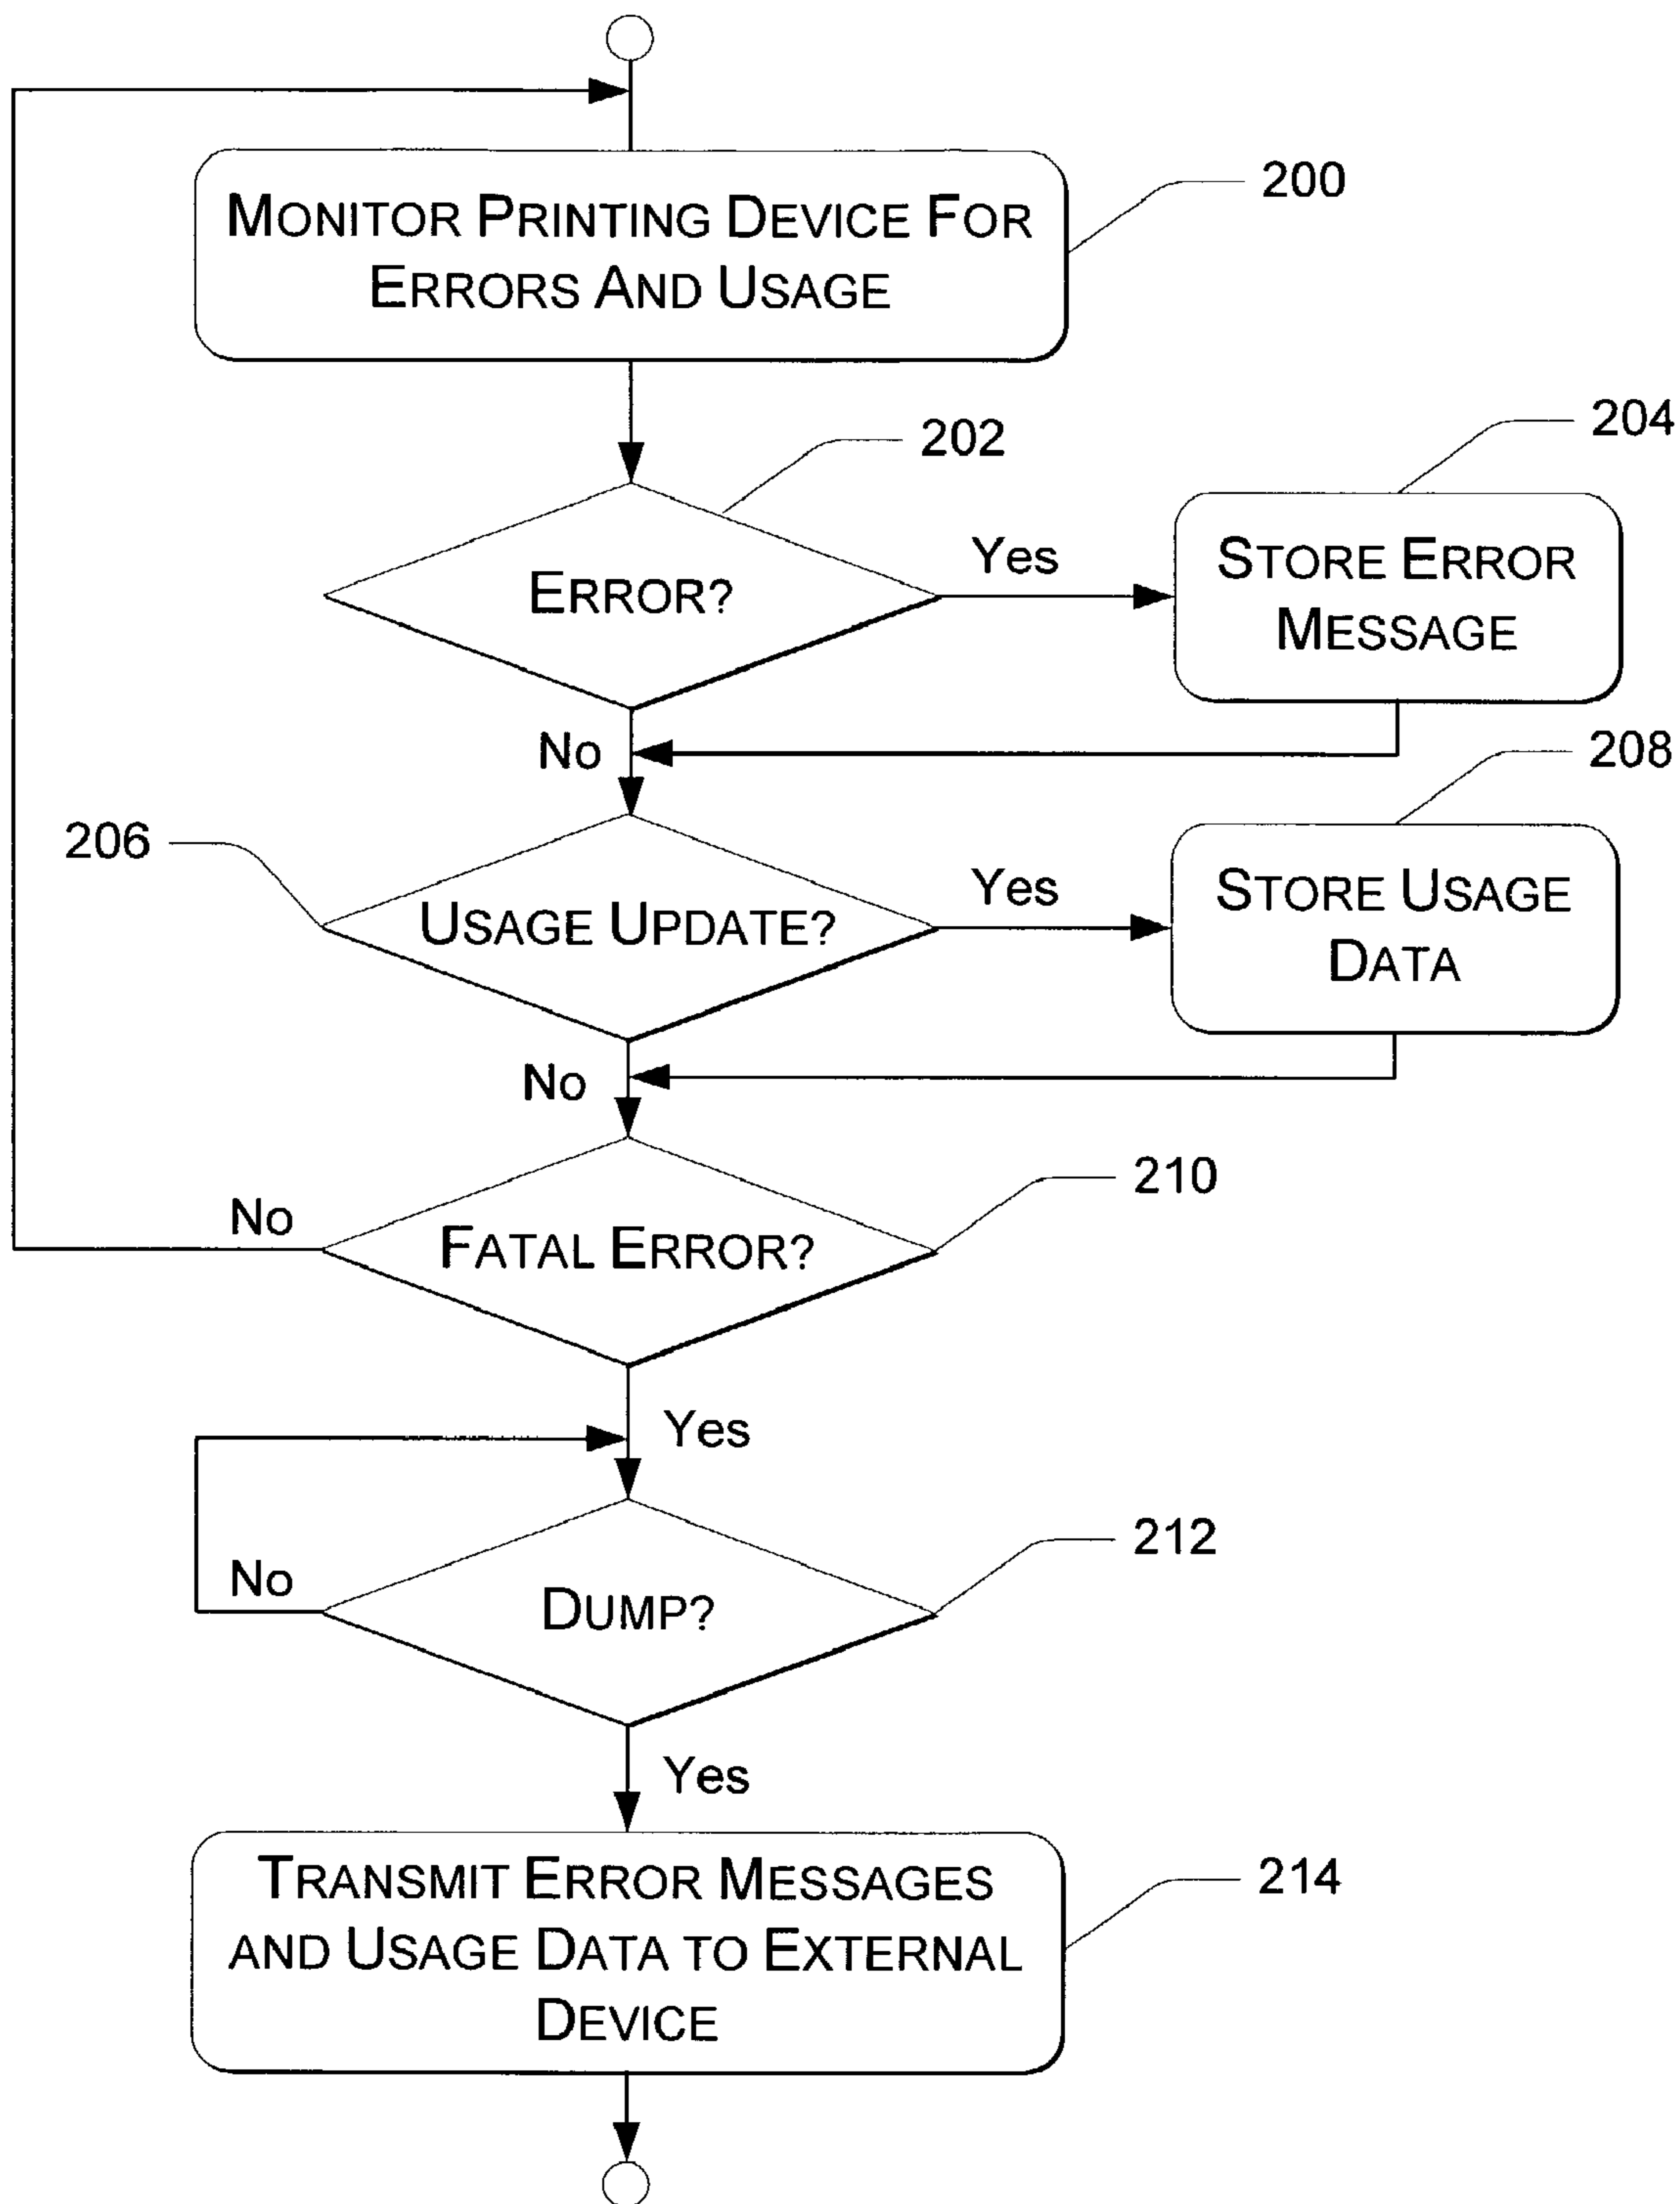 MONITOR PRINTING DEVICE FOR
ERRORS AND USAGE
200
202
204
ERROR?
Yes
STORE ERROR
MESSAGE
No
206
208
USAGE UPDATE?
Yes
STORE USAGE
DATA
No
210
No
FATAL ERROR?
Yes
212
No
DUMP?
Yes
TRANSMIT ERROR MESSAGES
AND USAGE DATA TO EXTERNAL
DEVICE
214